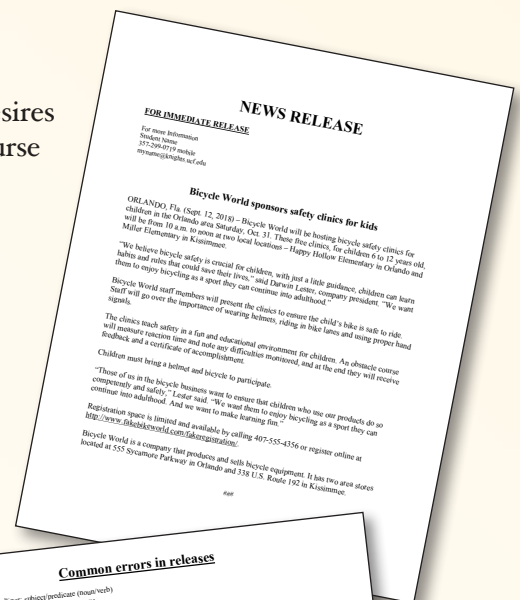 sires
urse
NEWS RELEASE
FOR IMMEDIATE RELEASE
For more Information
Student Name
357-299-0719 mobile
myname@knights.ucf.edu
Bicycle World sponsors safety clinics for kids
ORLANDO, Fla. (Sept. 12, 2018) – Bicycle World will be hosting bicycle safety clinics for
children in the Orlando area Saturday, Oct. 31. These free clinics, for children 6 to 12 years old,
will be from 10 a.m. to noon at two local locations – Happy Hollow Elementary in Orlando and
Millet Elementary in Kissimmee.
"We believe bicycle safety is crucial for children, with just a little guidance, children can learn
habits and rules that could save their lives," said Darwin Lester, company president. "We want
them to enjoy bicycling as a sport they can continue into adulthood."
Bicycle World staff members will present the clinics to ensure the child's bike is safe to ride.
Staff will go over the importance of wearing helmets, riding in bike lanes and using proper hand
signals.
The clinics teach safety in a fun and educational environment for children. An obstacle course
will measure reaction time and note any difficulties monitored, and at the end they will receive
feedback and a certificate of accomplishment.
Children must bring a helmet and bicycle to participate.
"Those of us in the bicycle business want to ensure that children who use our products do so
competently and safely," Lester said. "We want them to enjoy bicycling as a sport they can
continue into adulthood. And we want to make learning fun."
Registration space is limited and available by calling 407-555-4356 or register online at
http://www.fakebikeworld.com/fakeregistration/.
Bicycle World is a company that produces and sells bicycle equipment. It has two area stores
located at 555 Sycamore Parkway in Orlando and 338 U.S. Route 192 in Kissimmee.
###
Common errors in releases
subject/predicate (noun/verb)